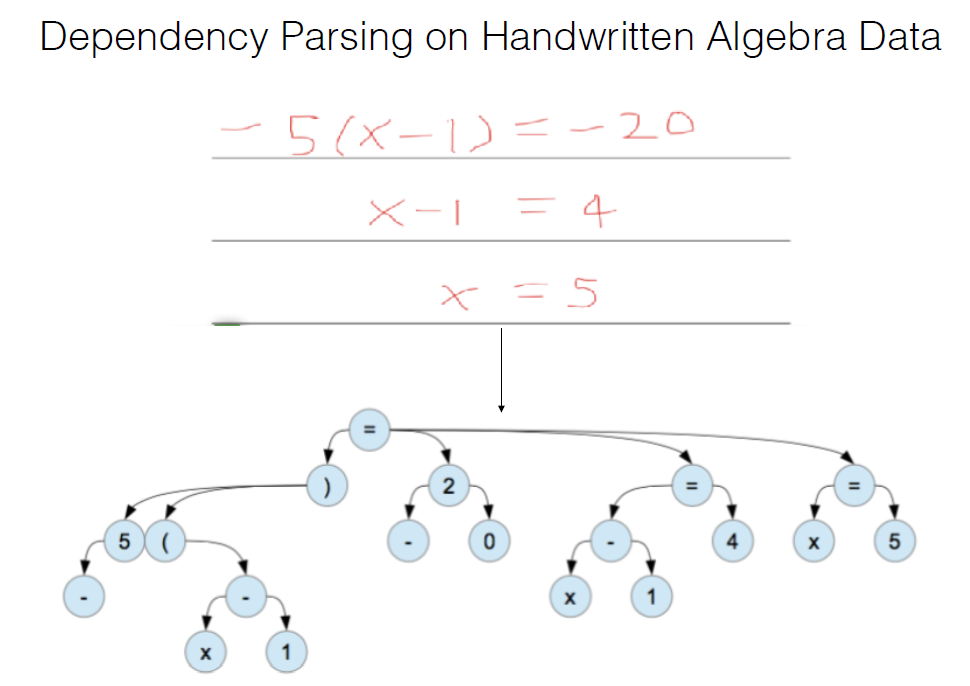 Dependency Parsing on Handwritten Algebra Data
- 5(x-1) = -20
x-1 = 4
x = 5
=
) 2 = =
5 ( - 0 - 4 x 5
- - x 1
x 1